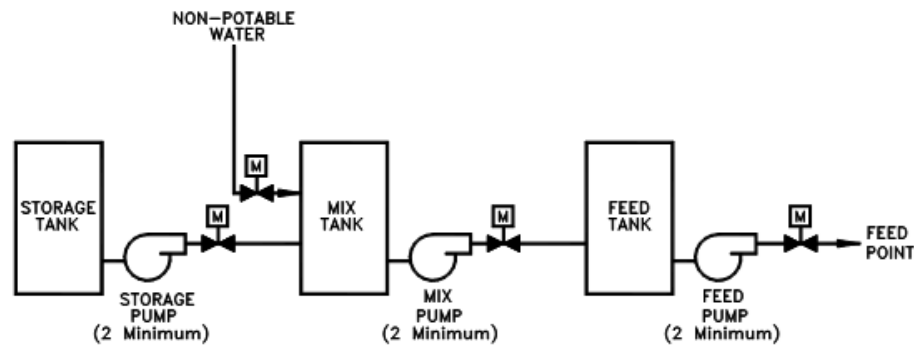 NON-POTABLE
WATER
M
STORAGE
TANK
M
MIX
TANK
M
FEED
TANK
M
FEED
POINT
STORAGE
PUMP
(2 Minimum)
MIX
PUMP
(2 Minimum)
FEED
PUMP
(2 Minimum)